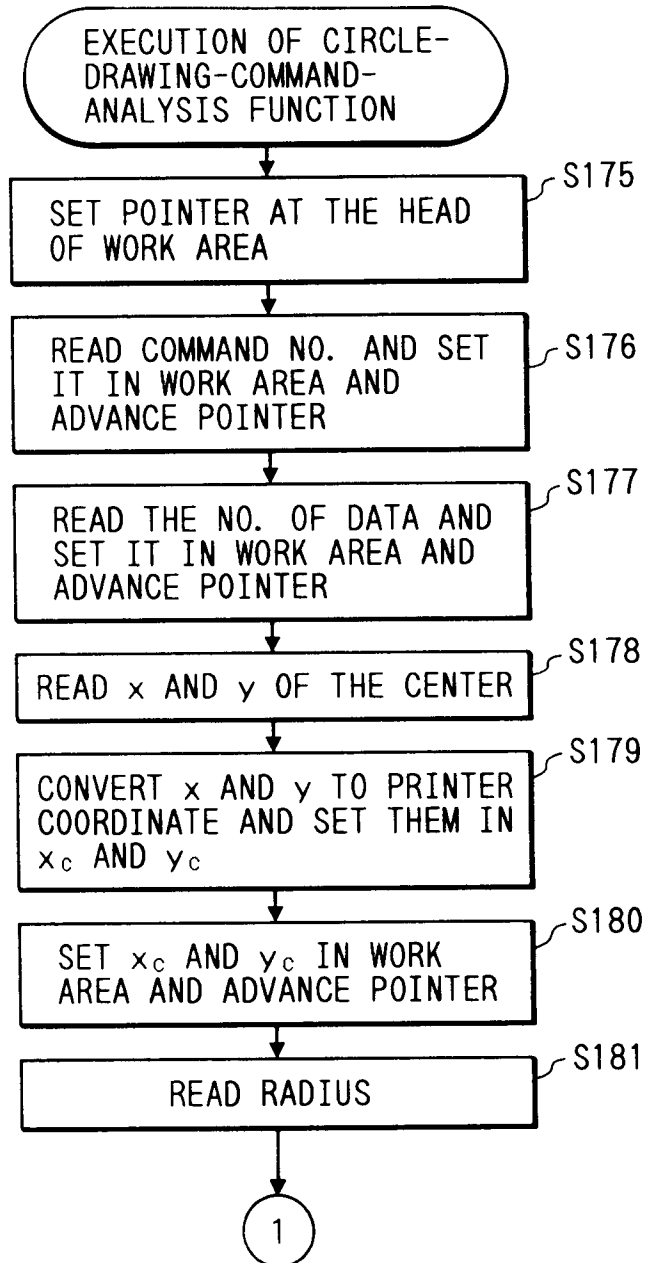 EXECUTION OF CIRCLE-
DRAWING-COMMAND-
ANALYSIS FUNCTION
S175
SET POINTER AT THE HEAD
OF WORK AREA
S176
READ COMMAND NO. AND SET
IT IN WORK AREA AND
ADVANCE POINTER
S177
READ THE NO. OF DATA AND
SET IT IN WORK AREA AND
ADVANCE POINTER
S178
READ x AND y OF THE CENTER
S179
CONVERT x AND y TO PRINTER
COORDINATE AND SET THEM IN
xc AND yc
S180
SET xc AND yc IN WORK
AREA AND ADVANCE POINTER
S181
READ RADIUS
1